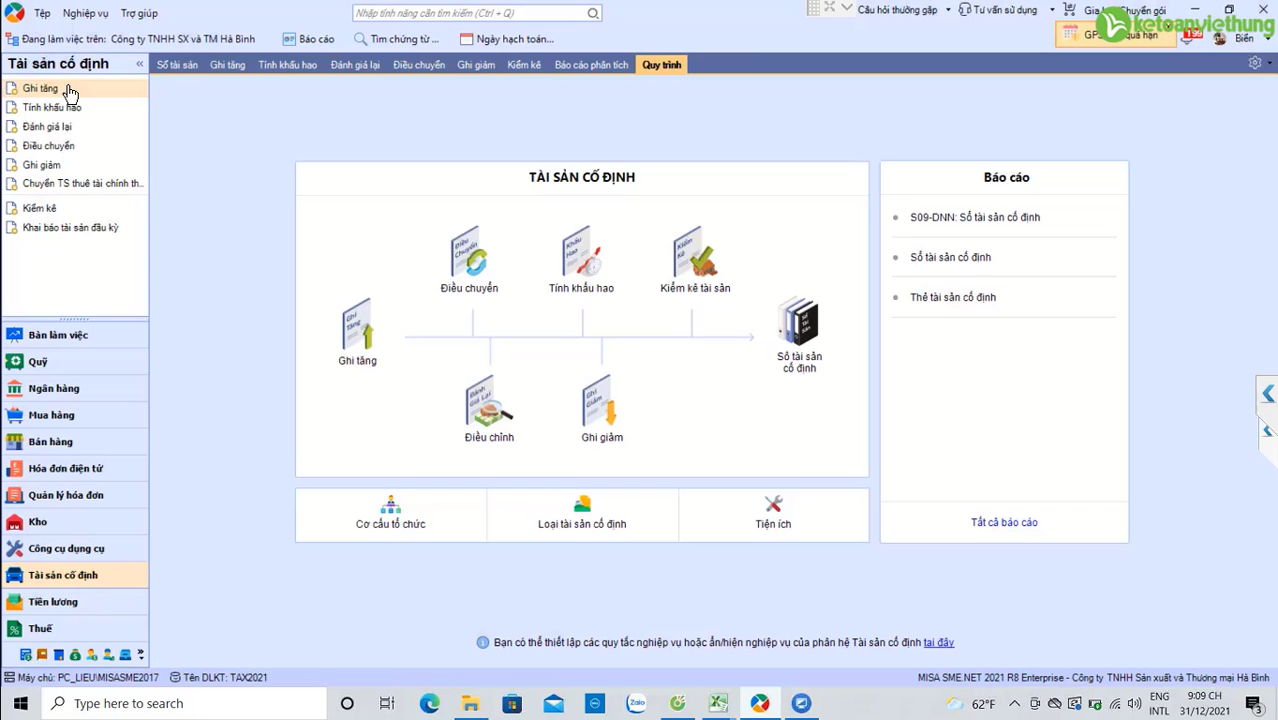 Tệp Nghiệp vụ Trợ giúp
Nhập tính năng cần tìm kiếm (Ctrl + Q)
Câu hỏi thường gặp
Tư vấn sử dụng
ketoanviethung
Đang làm việc trên: Công ty TNHH SX và TM Hà Bình
Báo cáo
Tìm chứng từ ...
Ngày hạch toán...
199
Biển
Tài sản cố định
Sổ tài sản Ghi tăng Tính khấu hao Đánh giá lại Điều chuyển Ghi giảm Kiểm kê Báo cáo phân tích Quy trình
Ghi tăng
Tính khấu hao
Đánh giá lại
Điều chuyển
Ghi giảm
Chuyển TS thuê tài chính th...
Kiểm kê
Khai báo tài sản đầu kỳ
TÀI SẢN CỐ ĐỊNH
Điều chuyển
Tính khấu hao
Kiểm kê tài sản
Ghi tăng
Sổ tài sản
cố định
Điều chỉnh
Ghi giảm
Cơ cấu tổ chức
Loại tài sản cố định
Tiện ích
Báo cáo
S09-DNN: Sổ tài sản cố định
Sổ tài sản cố định
Thẻ tài sản cố định
Tất cả báo cáo
Bàn làm việc
Quỹ
Ngân hàng
Mua hàng
Bán hàng
Hóa đơn điện tử
Quản lý hóa đơn
Kho
Công cụ dụng cụ
Tài sản cố định
Tiền lương
Thuế
Bạn có thể thiết lập các quy tắc nghiệp vụ hoặc ẩn/hiện nghiệp vụ của phân hệ Tài sản cố định tại đây
Máy chủ: PC_LIEU\MISASME2017
Tên DLKT: TAX2021
MISA SME.NET 2021 R8 Enterprise - Công ty TNHH Sản xuất và Thương mại Hà Bình
Type here to search
Zalo
62°F
ENG
INTL
9:09 CH
31/12/2021
3